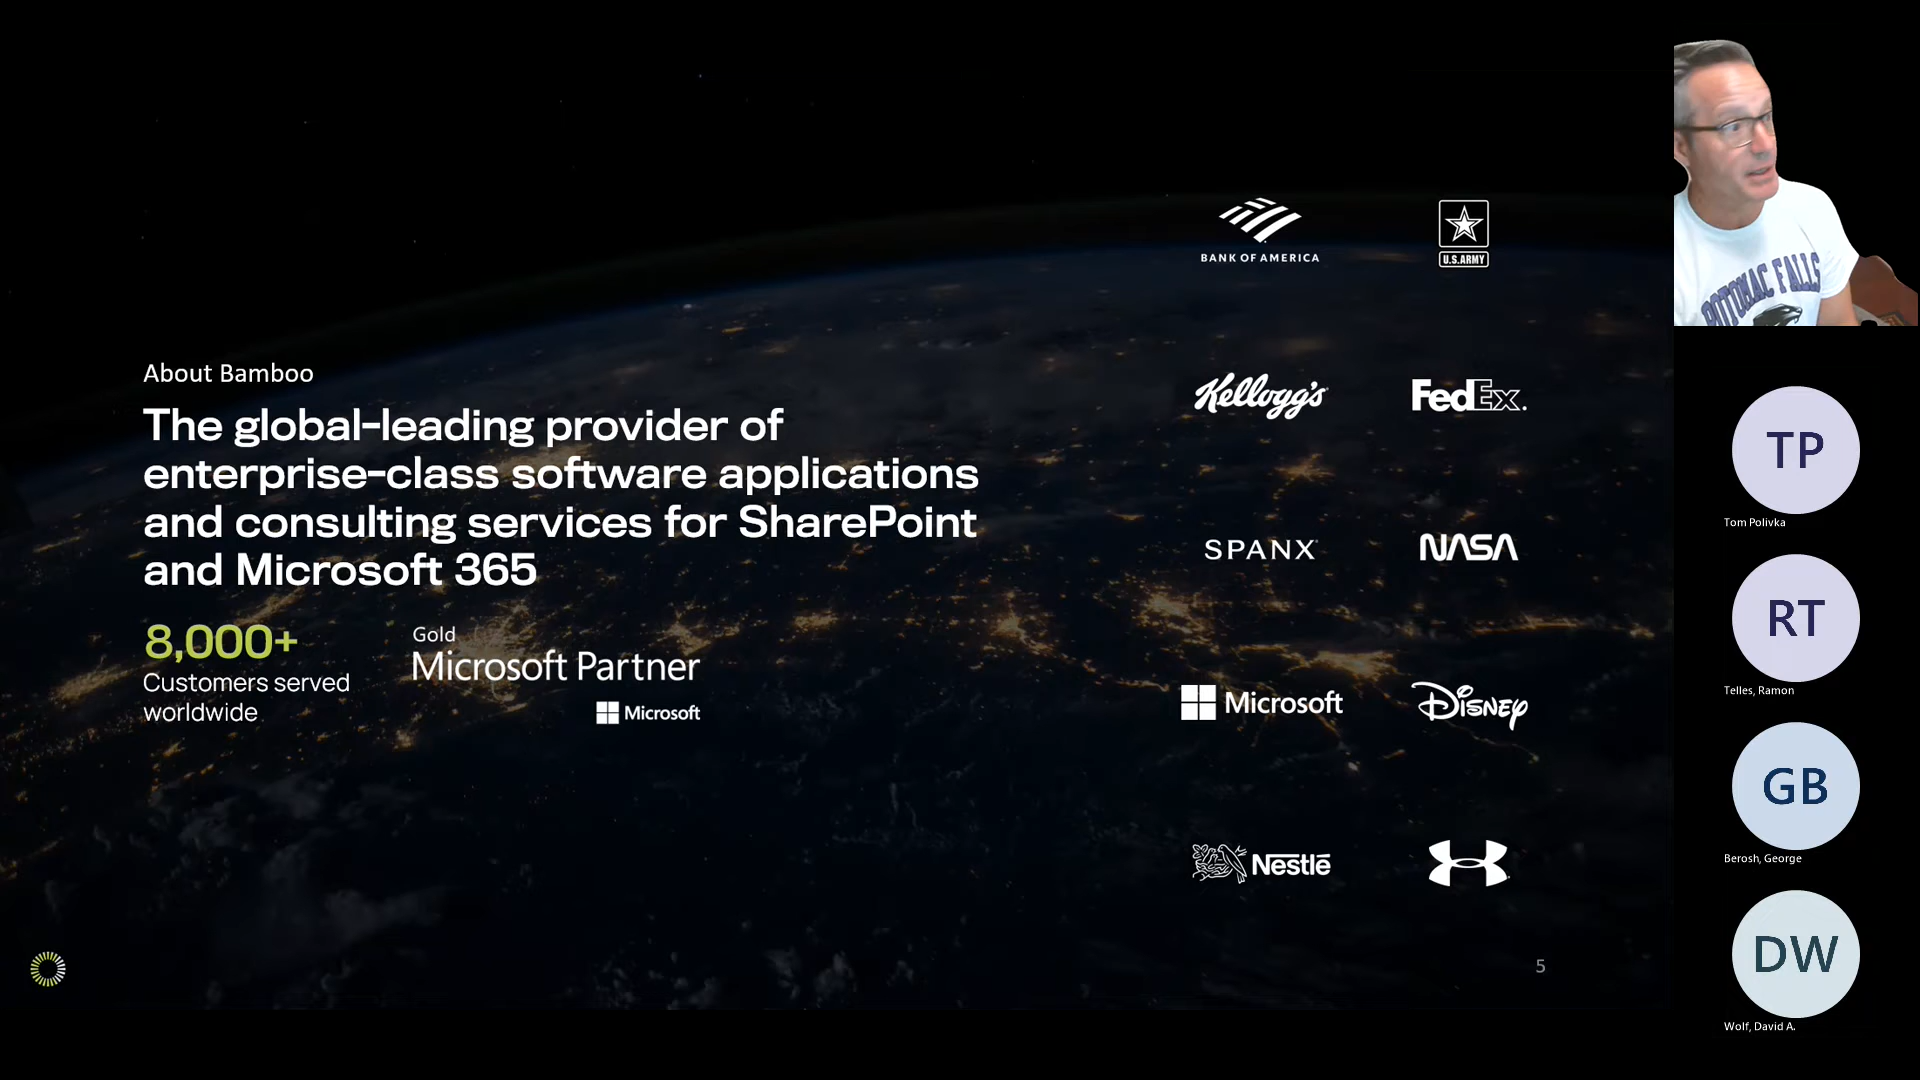 About Bamboo
The global-leading provider of
enterprise-class software applications
and consulting services for SharePoint
and Microsoft 365
8,000+
Customers served
worldwide
Gold
Microsoft Partner
Microsoft
BANK OF AMERICA
U.S.ARMY
Kellogg's
FedEx.
SPANX
NASA
Microsoft
Disney
Nestlé
5
POTOMAC FALLS
TP
Tom Polivka
RT
Telles, Ramon
GB
Berosh, George
DW
Wolf, David A.